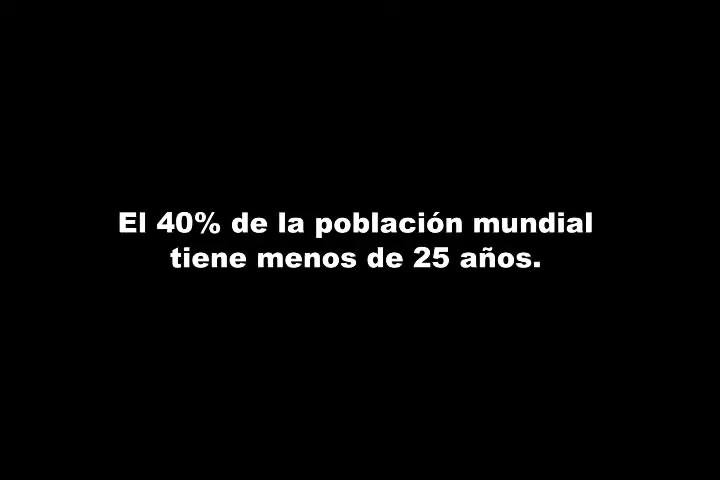 El 40% de la población mundial
tiene menos de 25 años.